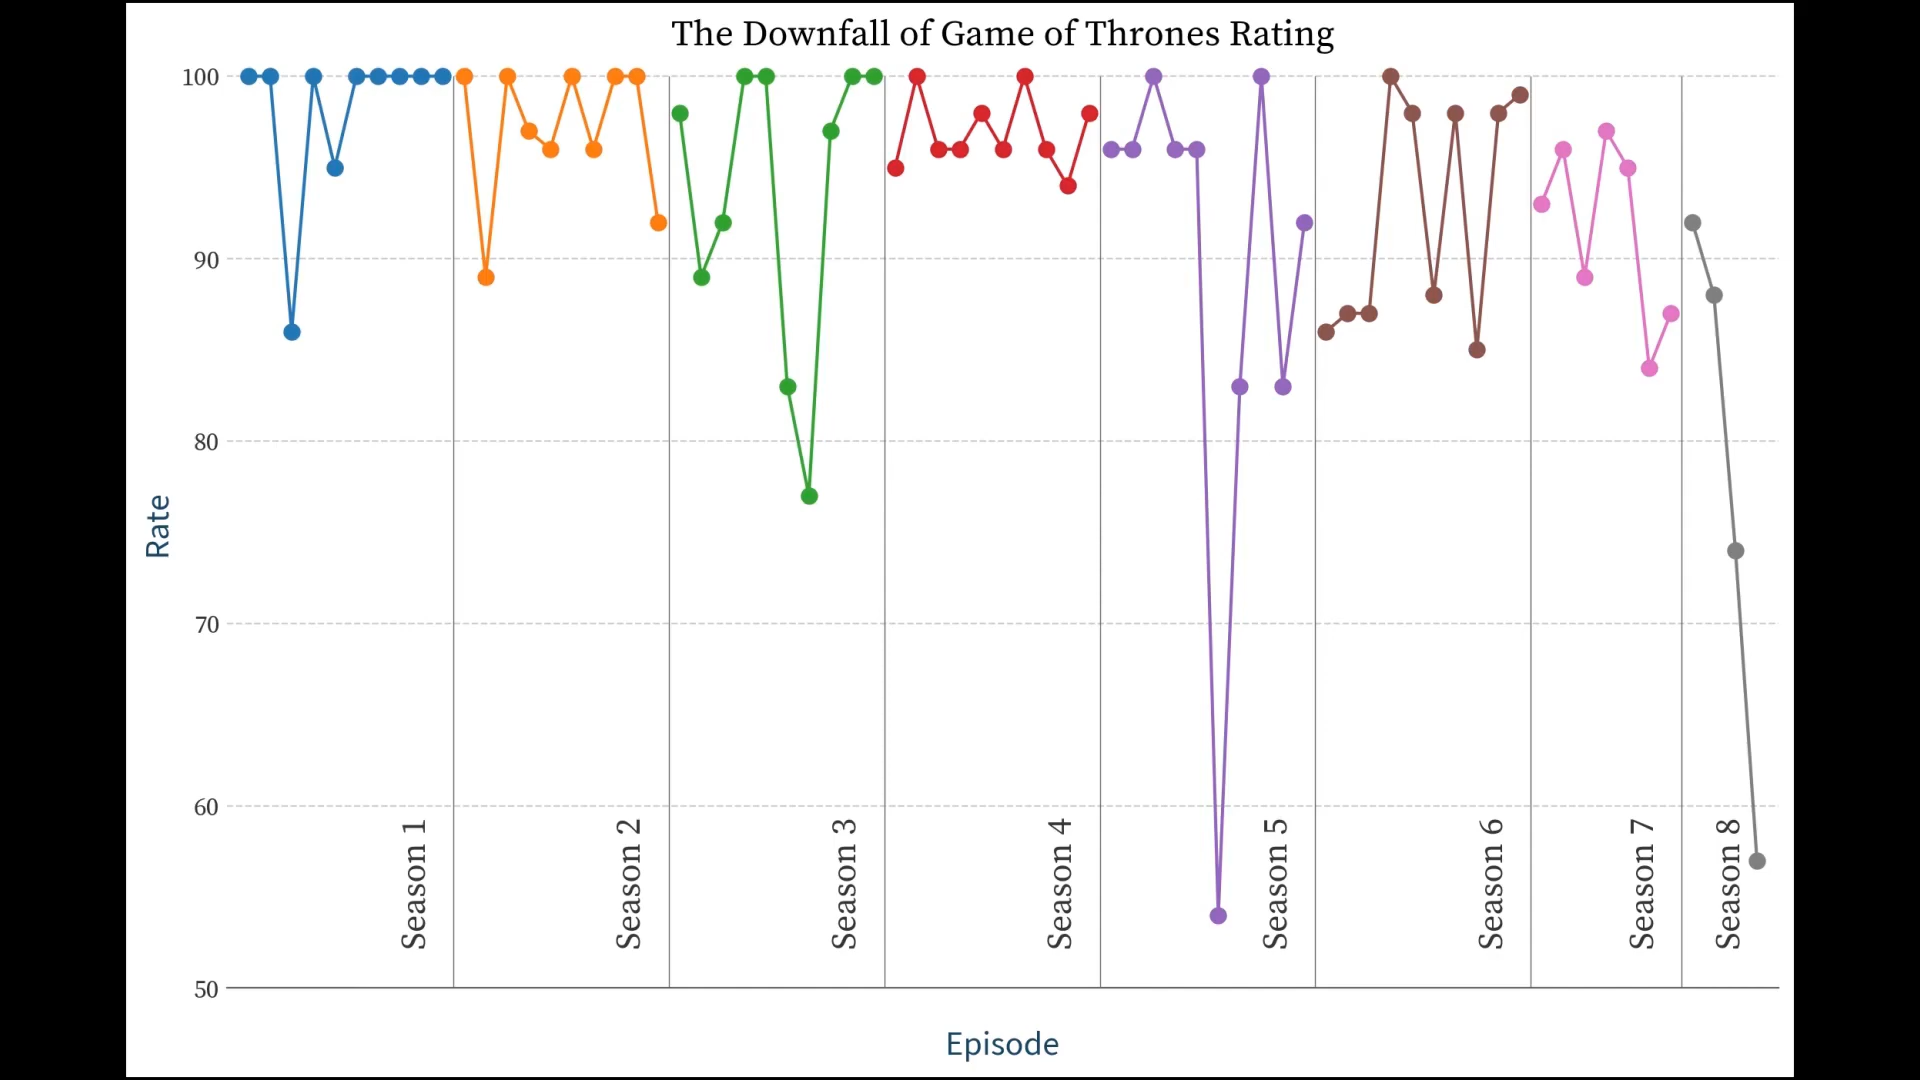 The Downfall of Game of Thrones Rating
100
90
80
70
60
50
Rate
Season 1
Season 2
Season 3
Season 4
Season 5
Season 6
Season 7
Season 8
Episode